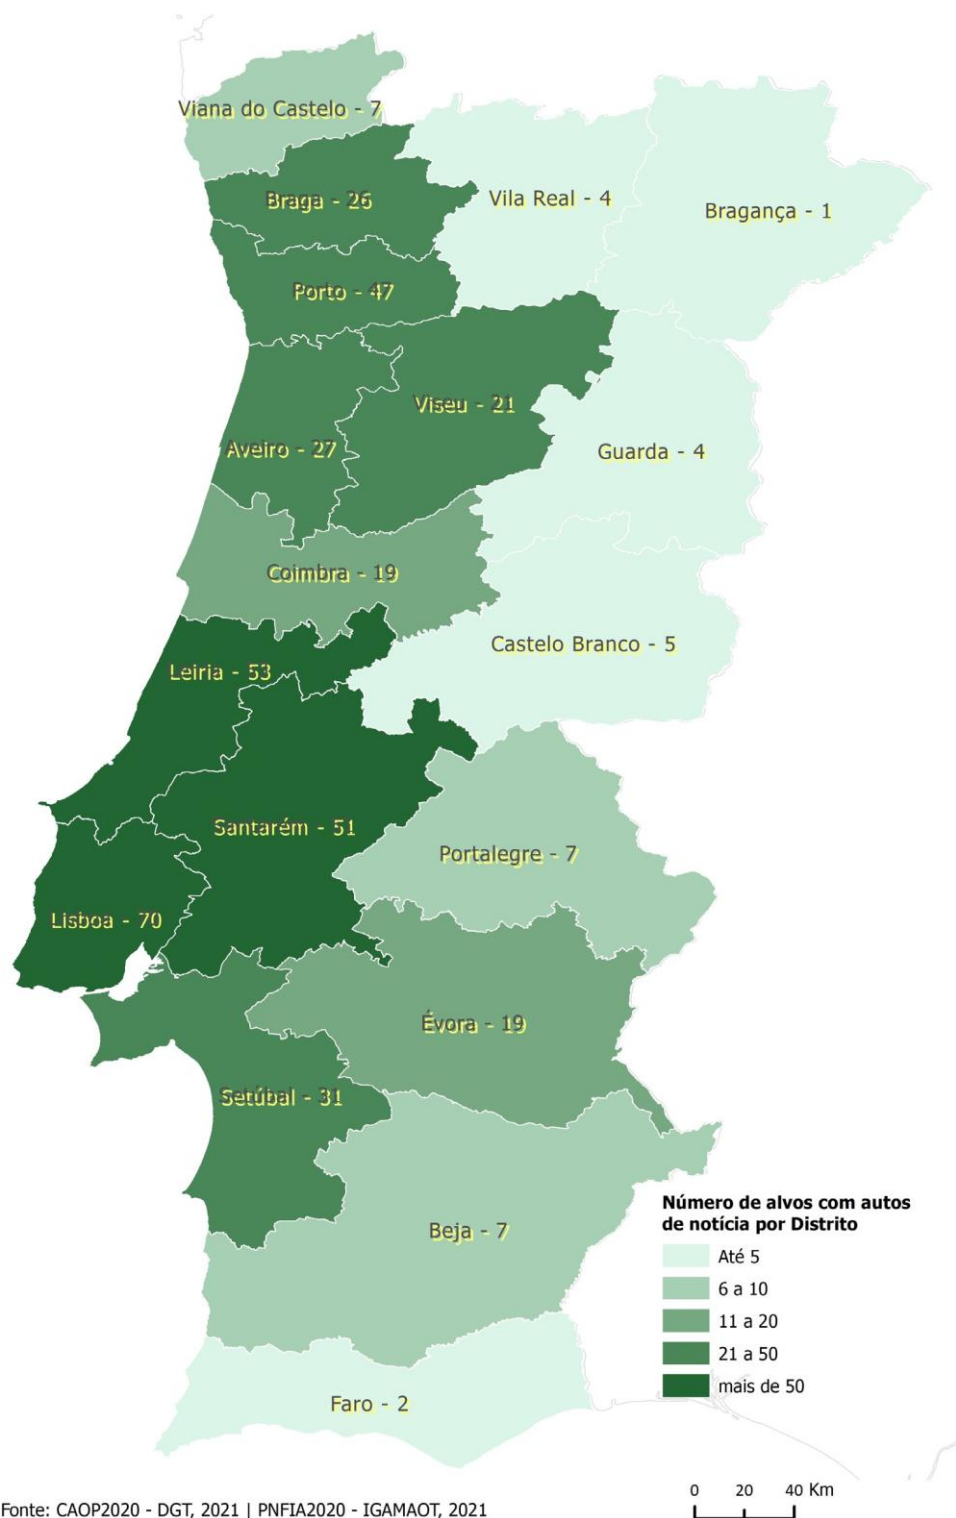 Viana do Castelo - 7
Braga - 26
Vila Real - 4
Bragança - 1
Porto - 47
Viseu - 21
Aveiro - 27
Guarda - 4
Coimbra - 19
Castelo Branco - 5
Leiria - 53
Santarém - 51
Portalegre - 7
Lisboa - 70
Évora - 19
Setúbal - 31
Beja - 7
Faro - 2
Número de alvos com autos
de notícia por Distrito
Até 5
6 a 10
11 a 20
21 a 50
mais de 50
0 20 40 Km
Fonte: CAOP2020 - DGT, 2021 | PNFIA2020 - IGAMAOT, 2021